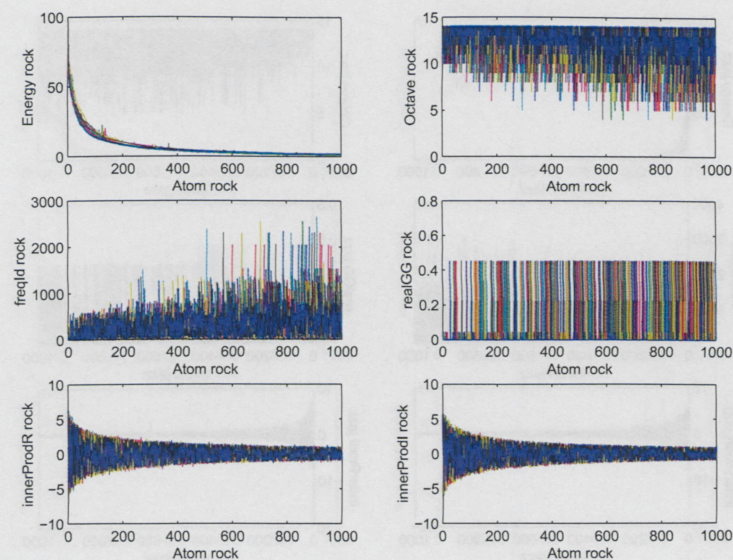 100
50
0
Energy rock
0 200 400 600 800 1000
Atom rock
15
10
5
0
Octave rock
0 200 400 600 800 1000
Atom rock
3000
2000
1000
0
freqId rock
0 200 400 600 800 1000
Atom rock
0.8
0.6
0.4
0.2
0
realGG rock
0 200 400 600 800 1000
Atom rock
10
5
0
−5
−10
innerProdR rock
0 200 400 600 800 1000
Atom rock
10
5
0
−5
−10
innerProdI rock
0 200 400 600 800 1000
Atom rock